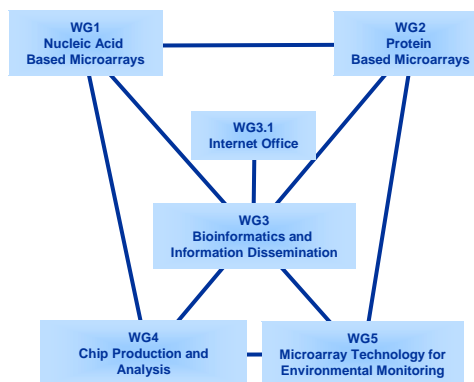 WG1
Nucleic Acid
Based Microarrays
WG2
Protein
Based Microarrays
WG3.1
Internet Office
WG3
Bioinformatics and
Information Dissemination
WG4
Chip Production and
Analysis
WG5
Microarray Technology for
Environmental Monitoring